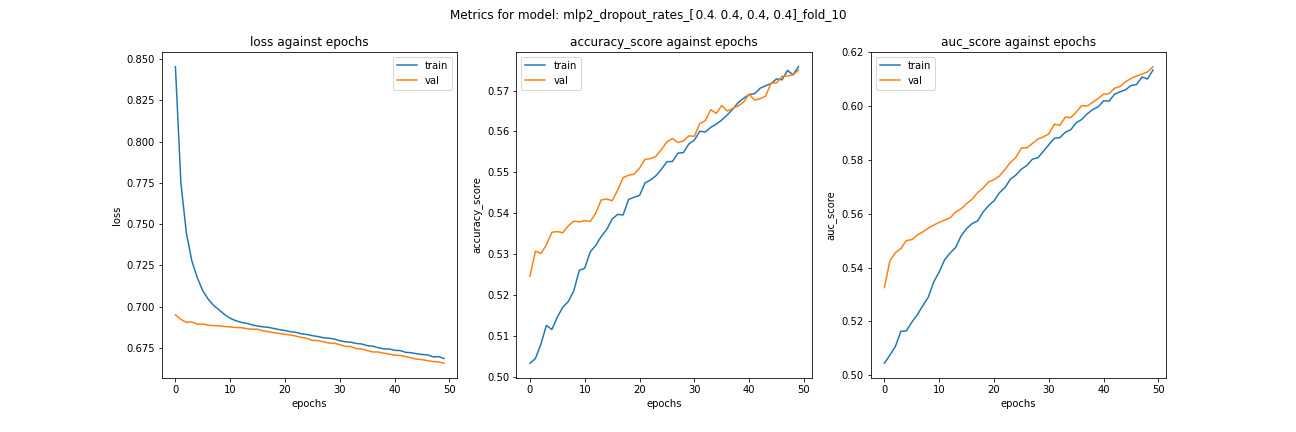 Metrics for model: mlp2_dropout_rates_[0.4, 0.4, 0.4, 0.4]_fold_10
loss against epochs
train
val
0.850
0.825
0.800
0.775
0.750
0.725
0.700
0.675
loss
0 10 20 30 40 50
epochs
accuracy_score against epochs
train
val
0.57
0.56
0.55
0.54
0.53
0.52
0.51
0.50
accuracy_score
0 10 20 30 40 50
epochs
auc_score against epochs
train
val
0.62
0.60
0.58
0.56
0.54
0.52
0.50
auc_score
0 10 20 30 40 50
epochs